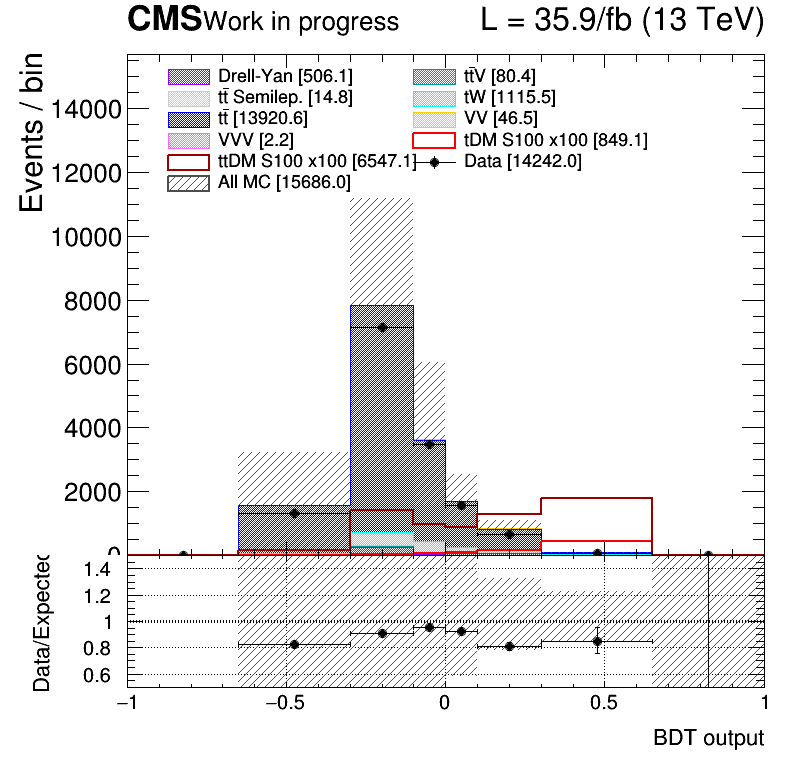 CMS Work in progress L = 35.9/fb (13 TeV)
Events / bin
Drell-Yan [506.1] tt̄V [80.4]
tt̄ Semilep. [14.8] tW [1115.5]
tt̄ [13920.6] VV [46.5]
VVV [2.2] tDM S100 x100 [849.1]
ttDM S100 x100 [6547.1] Data [14242.0]
All MC [15686.0]
14000
12000
10000
8000
6000
4000
2000
0
Data/Expected
1.4
1.2
1
0.8
0.6
−1 −0.5 0 0.5 1
BDT output